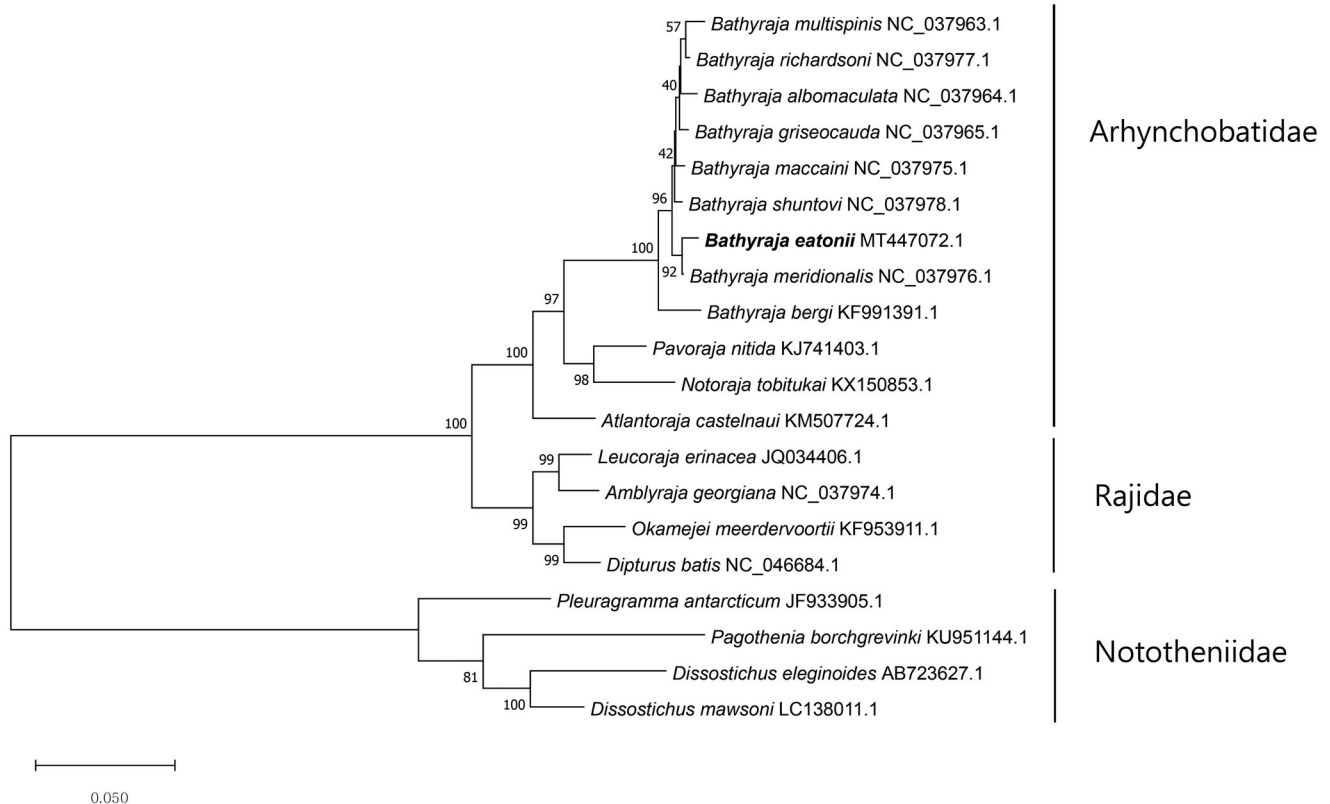 57
Bathyraja multispinis NC_037963.1
Bathyraja richardsoni NC_037977.1
40
Bathyraja albomaculata NC_037964.1
Bathyraja griseocauda NC_037965.1
Arhynchobatidae
42
Bathyraja maccaini NC_037975.1
96
Bathyraja shuntovi NC_037978.1
100
Bathyraja eatonii MT447072.1
92
Bathyraja meridionalis NC_037976.1
97
Bathyraja bergi KF991391.1
100
Pavoraja nitida KJ741403.1
98
Notoraja tobitukai KX150853.1
100
Atlantoraja castelnaui KM507724.1
99
Leucoraja erinacea JQ034406.1
Amblyraja georgiana NC_037974.1
Rajidae
99
Okamejei meerdervoortii KF953911.1
99
Dipturus batis NC_046684.1
Pleuragramma antarcticum JF933905.1
Pagothenia borchgrevinki KU951144.1
Nototheniidae
81
Dissostichus eleginoides AB723627.1
100
Dissostichus mawsoni LC138011.1
0.050